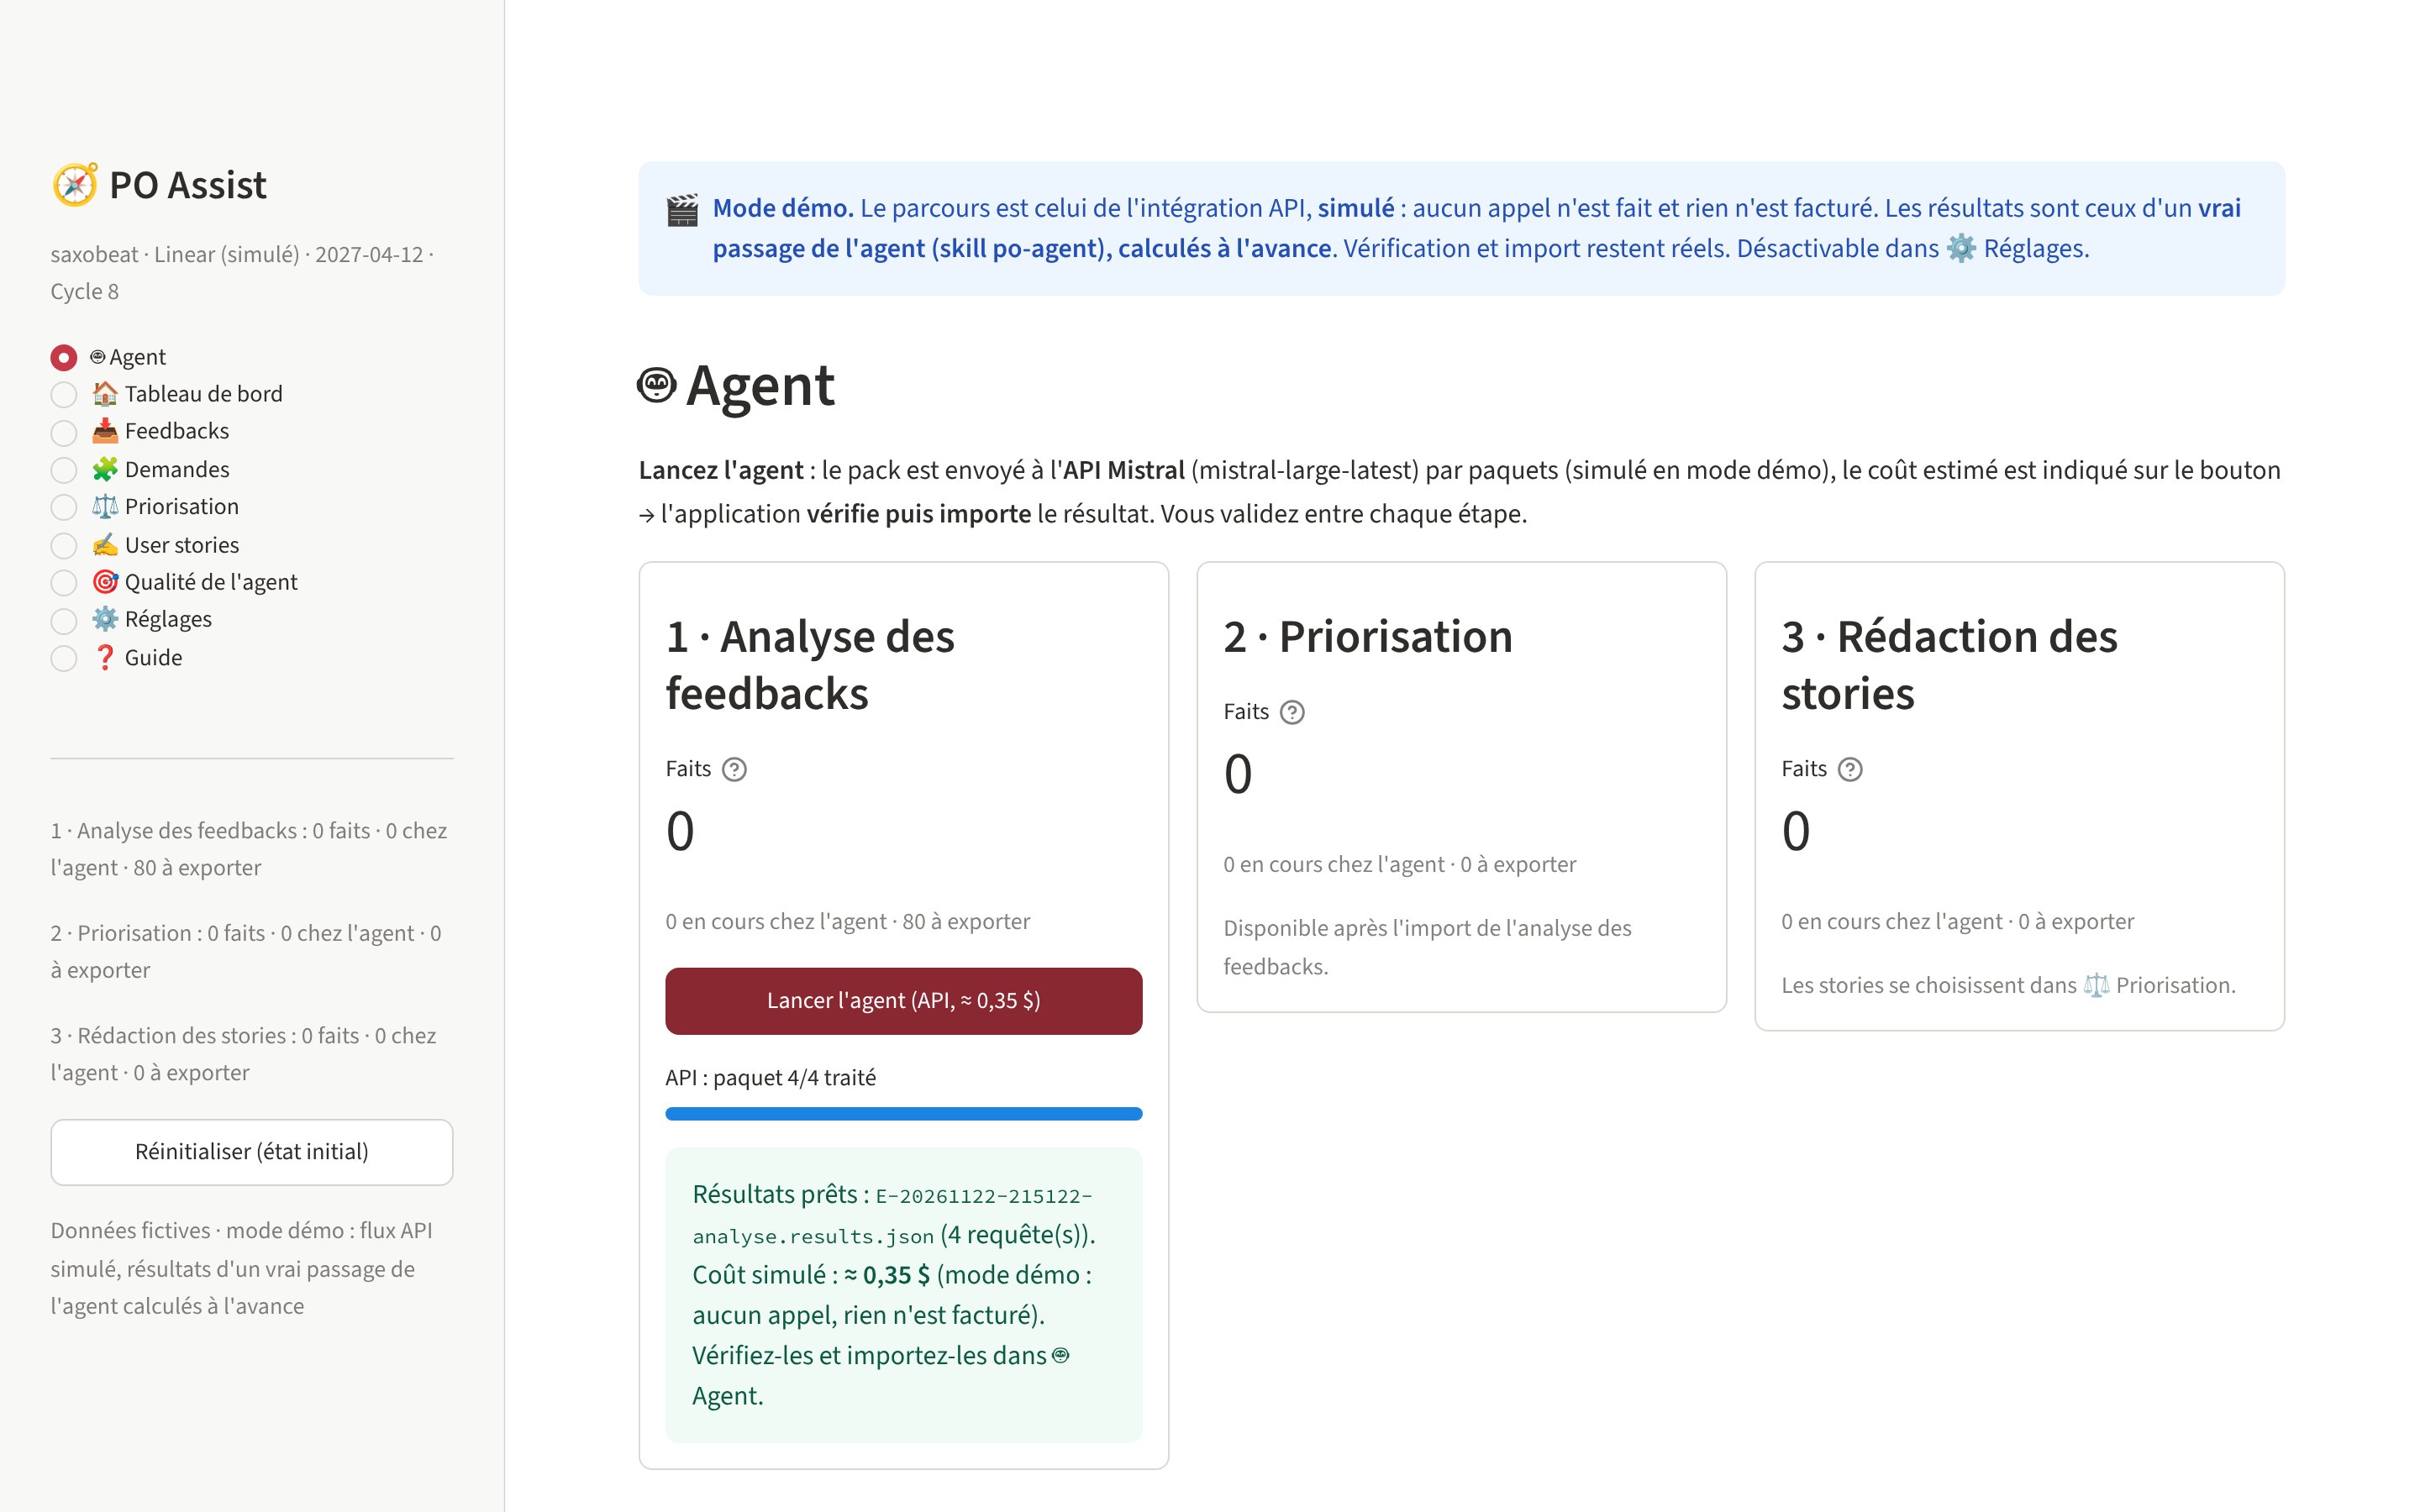 🧭 PO Assist
saxobeat · Linear (simulé) · 2027-04-12 ·
Cycle 8
Agent
🏠 Tableau de bord
📥 Feedbacks
🧩 Demandes
⚖️ Priorisation
✍️ User stories
🎯 Qualité de l'agent
⚙️ Réglages
❓ Guide
1 · Analyse des feedbacks : 0 faits · 0 chez
l'agent · 80 à exporter
2 · Priorisation : 0 faits · 0 chez l'agent · 0
à exporter
3 · Rédaction des stories : 0 faits · 0 chez
l'agent · 0 à exporter
Réinitialiser (état initial)
Données fictives · mode démo : flux API
simulé, résultats d'un vrai passage de
l'agent calculés à l'avance
🎬 Mode démo. Le parcours est celui de l'intégration API, simulé : aucun appel n'est fait et rien n'est facturé. Les résultats sont ceux d'un vrai
passage de l'agent (skill po-agent), calculés à l'avance. Vérification et import restent réels. Désactivable dans ⚙️ Réglages.
Agent
Lancez l'agent : le pack est envoyé à l'API Mistral (mistral-large-latest) par paquets (simulé en mode démo), le coût estimé est indiqué sur le bouton
→ l'application vérifie puis importe le résultat. Vous validez entre chaque étape.
1 · Analyse des
feedbacks
Faits
0
0 en cours chez l'agent · 80 à exporter
Lancer l'agent (API, ≈ 0,35 $)
API : paquet 4/4 traité
Résultats prêts : E-20261122-215122-
analyse.results.json (4 requête(s)).
Coût simulé : ≈ 0,35 $ (mode démo :
aucun appel, rien n'est facturé).
Vérifiez-les et importez-les dans
Agent.
2 · Priorisation
Faits
0
0 en cours chez l'agent · 0 à exporter
Disponible après l'import de l'analyse des
feedbacks.
3 · Rédaction des
stories
Faits
0
0 en cours chez l'agent · 0 à exporter
Les stories se choisissent dans ⚖️ Priorisation.